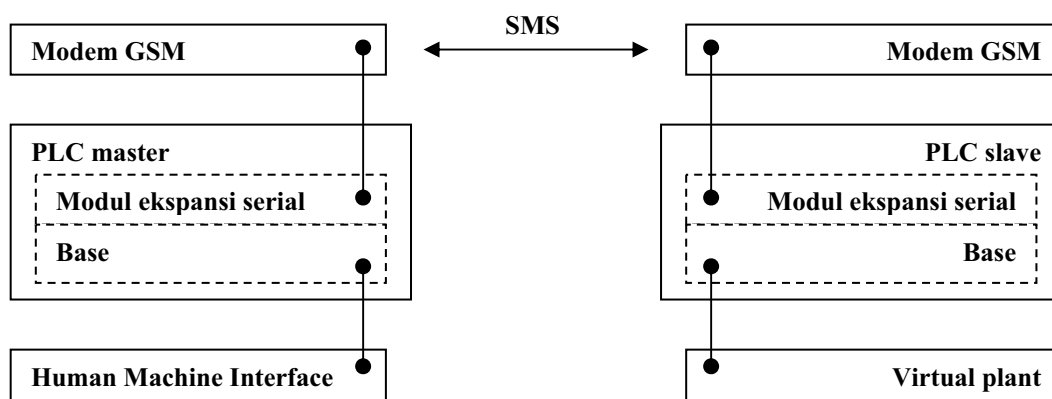 SMS
Modem GSM
Modem GSM
PLC master
PLC slave
Modul ekspansi serial
Modul ekspansi serial
Base
Base
Human Machine Interface
Virtual plant